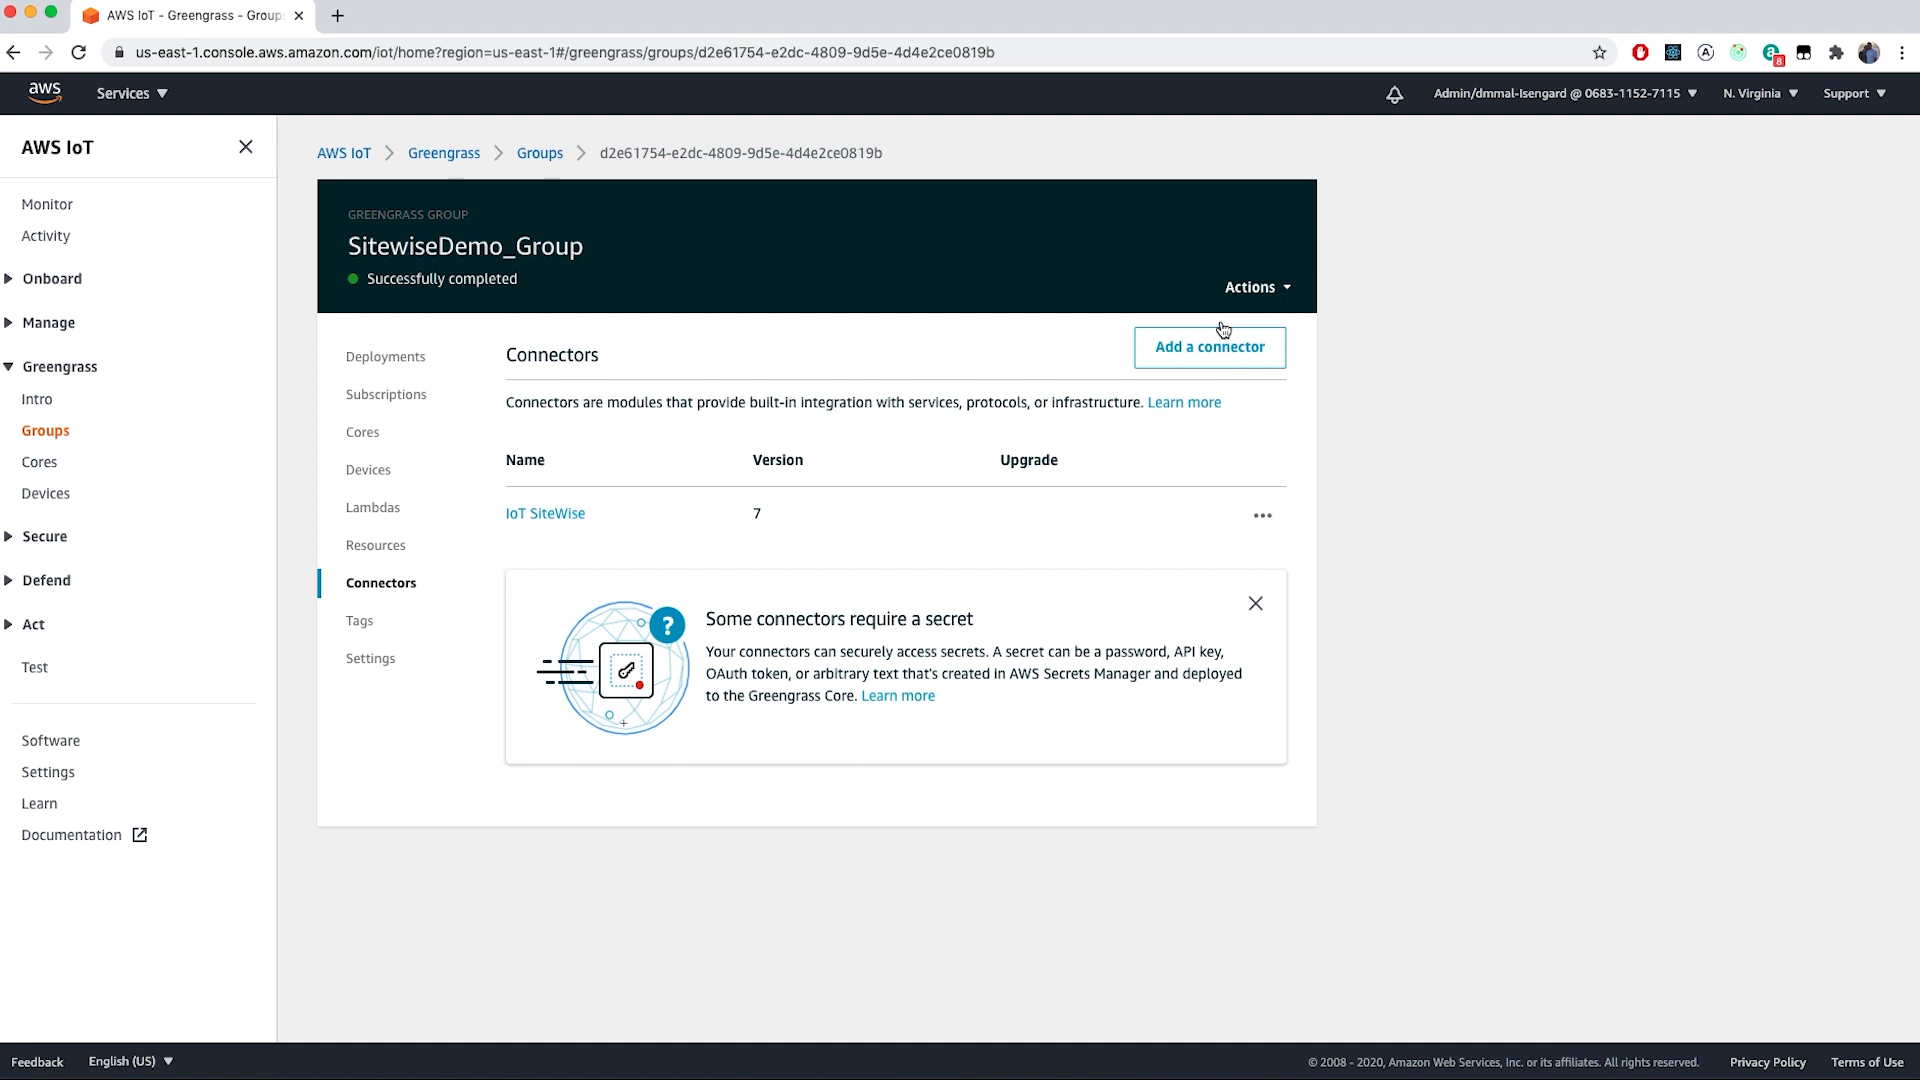 AWS IoT - Greengrass - Group
us-east-1.console.aws.amazon.com/iot/home?region=us-east-1#/greengrass/groups/d2e61754-e2dc-4809-9d5e-4d4e2ce0819b
8
aws
Services
Admin/dmmal-Isengard @ 0683-1152-7115
N. Virginia
Support
AWS IoT
Monitor
Activity
Onboard
Manage
Greengrass
Intro
Groups
Cores
Devices
Secure
Defend
Act
Test
Software
Settings
Learn
Documentation
AWS IoT
Greengrass
Groups
d2e61754-e2dc-4809-9d5e-4d4e2ce0819b
GREENGRASS GROUP
SitewiseDemo_Group
Successfully completed
Actions
Deployments
Subscriptions
Cores
Devices
Lambdas
Resources
Connectors
Tags
Settings
Connectors
Add a connector
Connectors are modules that provide built-in integration with services, protocols, or infrastructure. Learn more
Name Version Upgrade
IoT SiteWise 7
?
Some connectors require a secret
Your connectors can securely access secrets. A secret can be a password, API key,
OAuth token, or arbitrary text that's created in AWS Secrets Manager and deployed
to the Greengrass Core. Learn more
Feedback
English (US)
© 2008 - 2020, Amazon Web Services, Inc. or its affiliates. All rights reserved.
Privacy Policy
Terms of Use